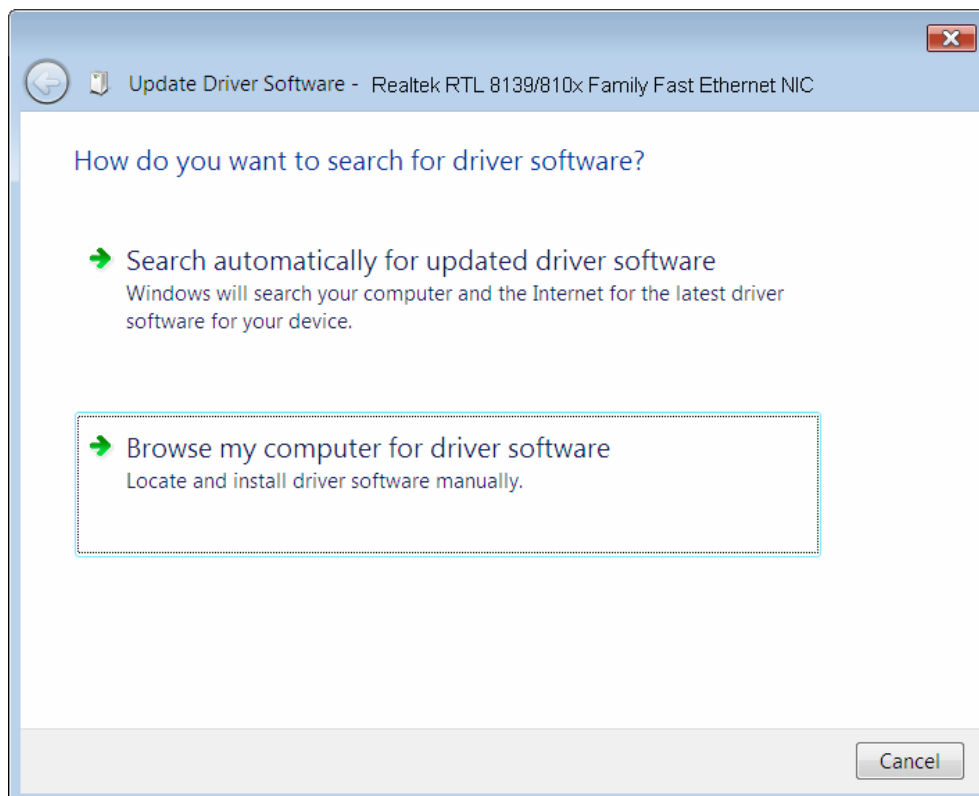 Update Driver Software - Realtek RTL 8139/810x Family Fast Ethernet NIC
How do you want to search for driver software?
Search automatically for updated driver software
Windows will search your computer and the Internet for the latest driver
software for your device.
Browse my computer for driver software
Locate and install driver software manually.
Cancel